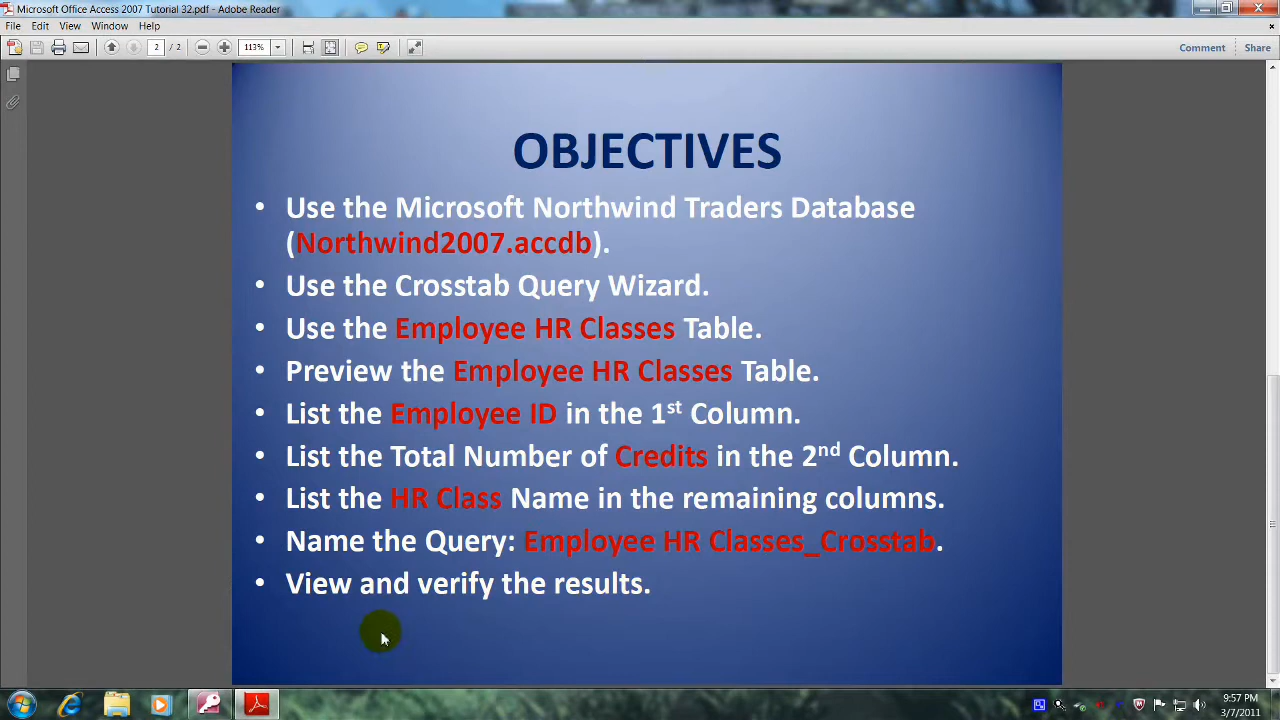 Microsoft Office Access 2007 Tutorial 32.pdf - Adobe Reader
File Edit View Window Help
2 / 2 113% Comment Share
OBJECTIVES
• Use the Microsoft Northwind Traders Database
(Northwind2007.accdb).
• Use the Crosstab Query Wizard.
• Use the Employee HR Classes Table.
• Preview the Employee HR Classes Table.
• List the Employee ID in the 1st Column.
• List the Total Number of Credits in the 2nd Column.
• List the HR Class Name in the remaining columns.
• Name the Query: Employee HR Classes_Crosstab.
• View and verify the results.
9:57 PM
3/7/2011